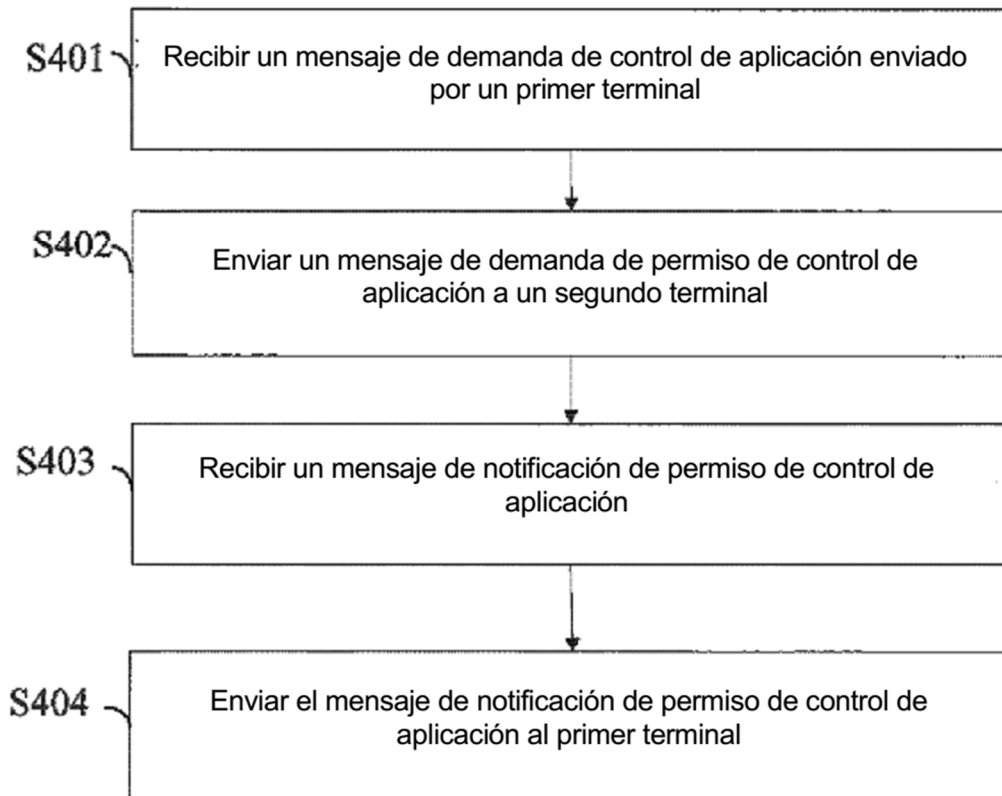 S401
Recibir un mensaje de demanda de control de aplicación enviado
por un primer terminal
S402
Enviar un mensaje de demanda de permiso de control de
aplicación a un segundo terminal
S403
Recibir un mensaje de notificación de permiso de control de
aplicación
S404
Enviar el mensaje de notificación de permiso de control de
aplicación al primer terminal